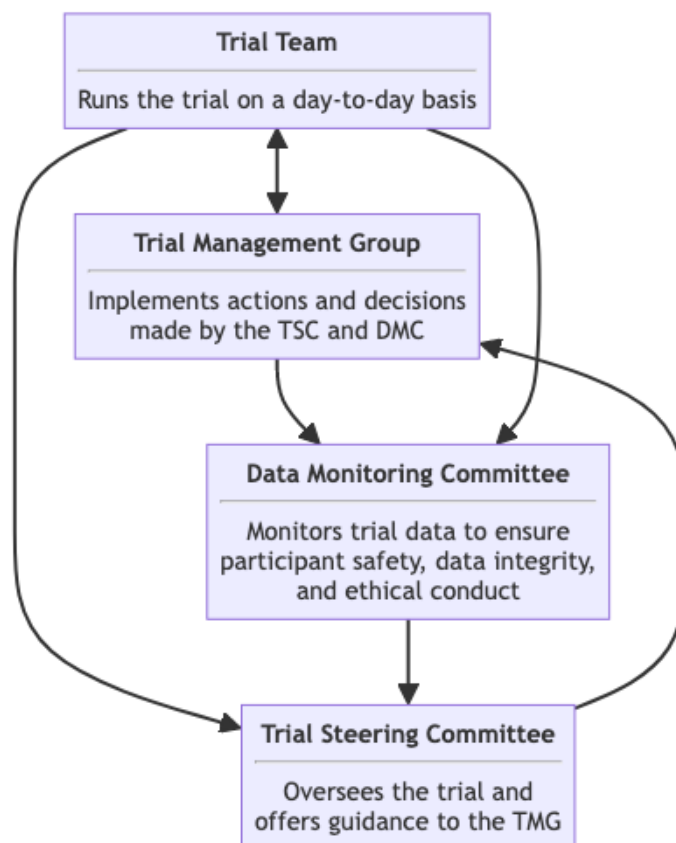 Trial Team
Runs the trial on a day-to-day basis
Trial Management Group
Implements actions and decisions
made by the TSC and DMC
Data Monitoring Committee
Monitors trial data to ensure
participant safety, data integrity,
and ethical conduct
Trial Steering Committee
Oversees the trial and
offers guidance to the TMG